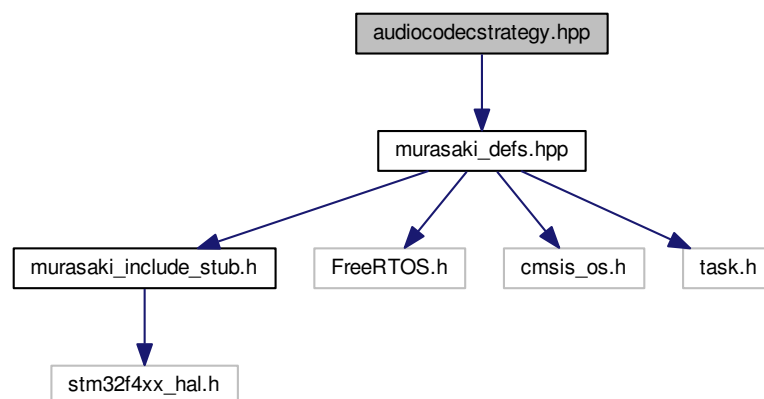 audiocodecstrategy.hpp
murasaki_defs.hpp
murasaki_include_stub.h
FreeRTOS.h
cmsis_os.h
task.h
stm32f4xx_hal.h